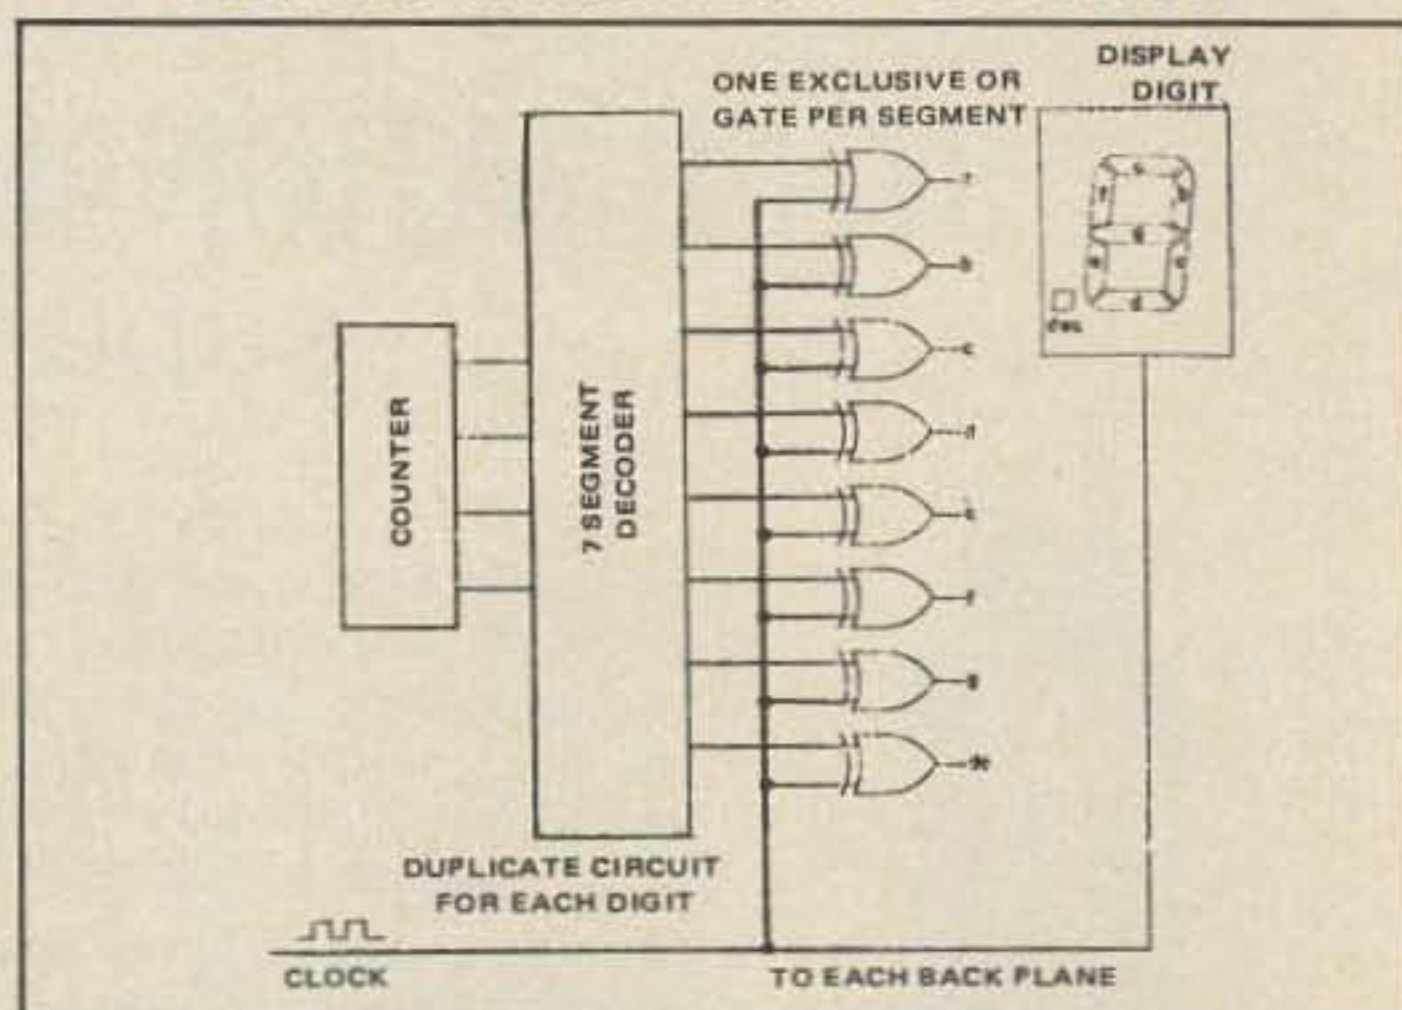 DISPLAY
DIGIT
ONE EXCLUSIVE OR
GATE PER SEGMENT
b
c
f
g
COUNTER
7 SEGMENT
DECODER
DUPLICATE CIRCUIT
FOR EACH DIGIT
CLOCK
TO EACH BACK PLANE